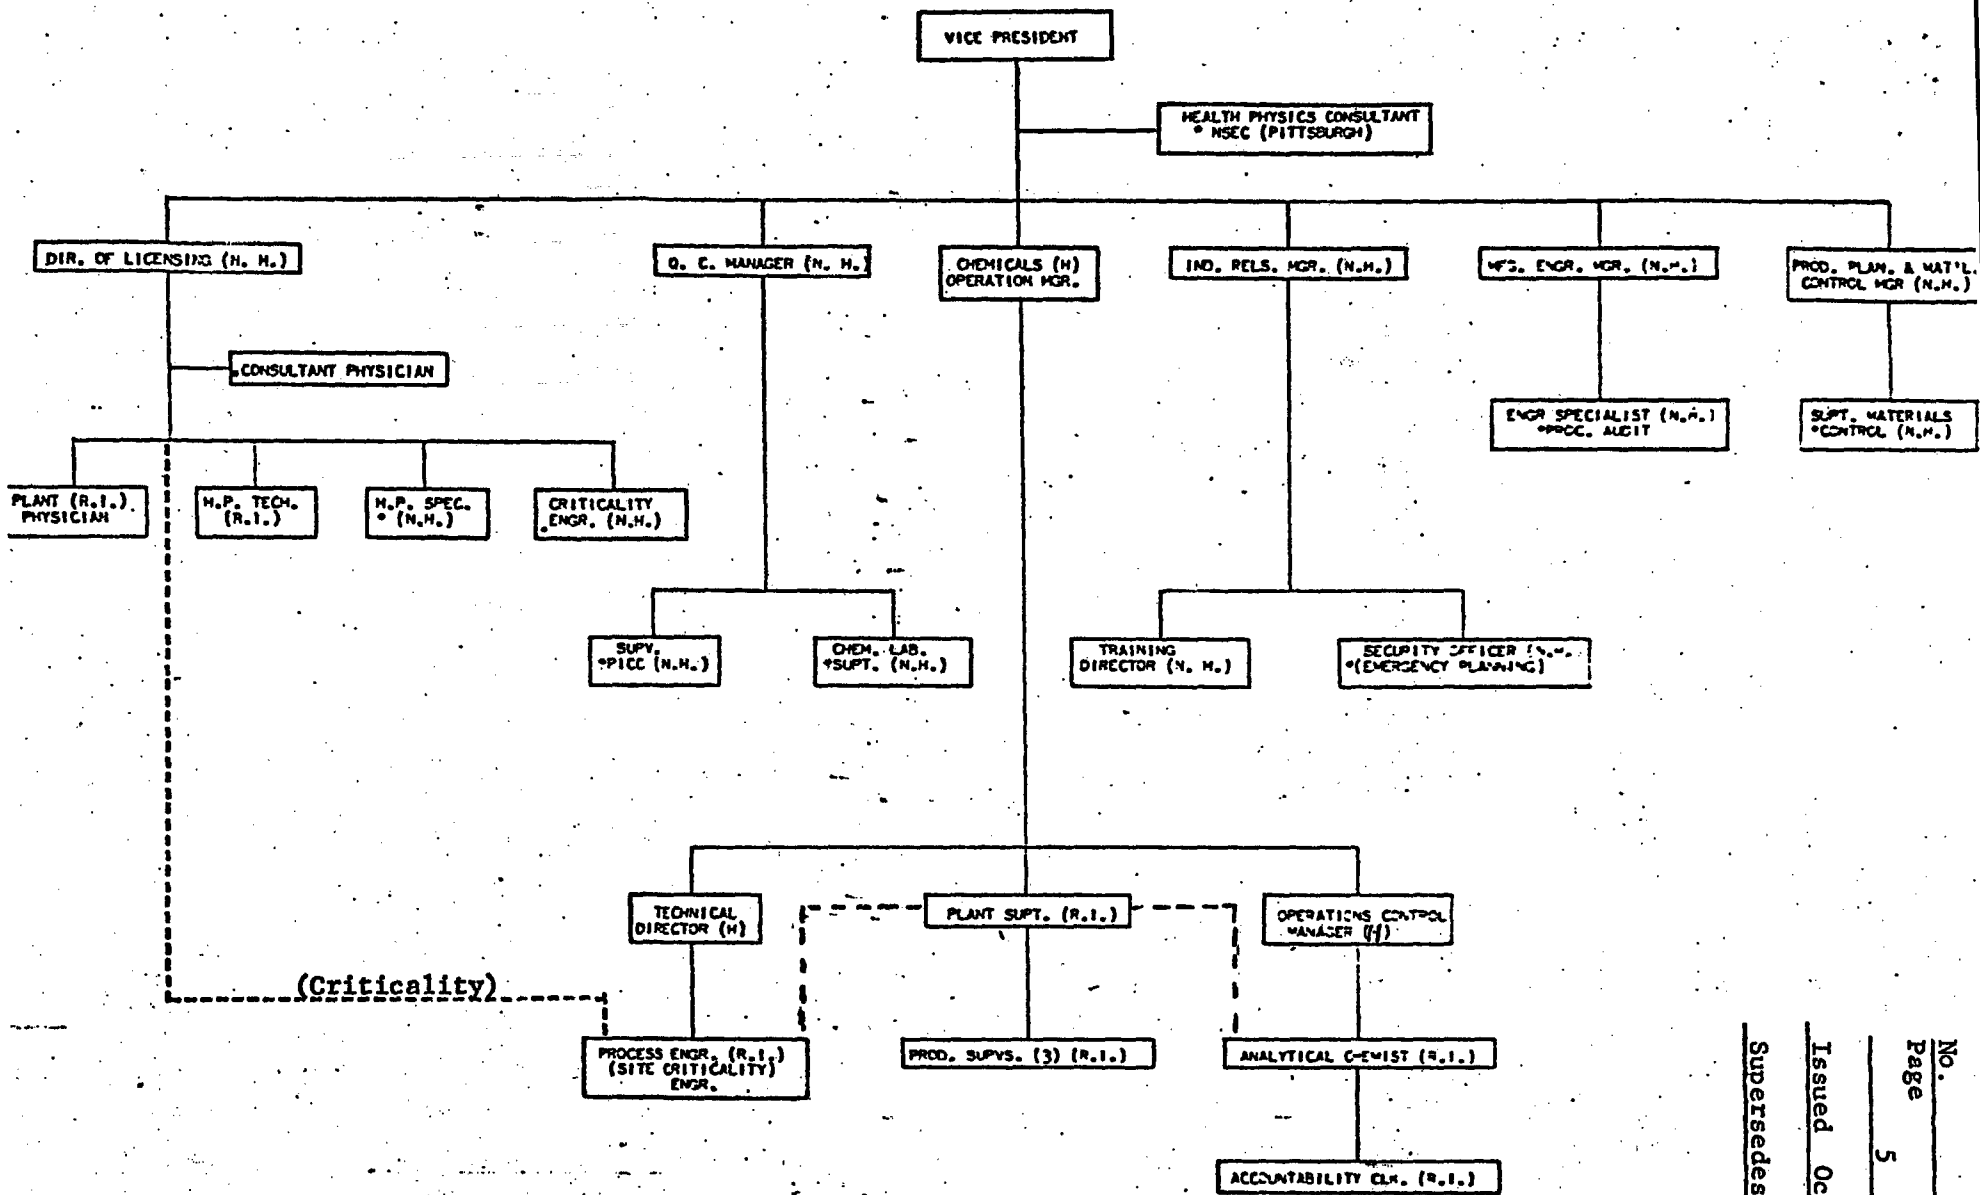 VICE PRESIDENT
HEALTH PHYSICS CONSULTANT
* NSEC (PITTSBURGH)
DIR. OF LICENSING (N. H.)
Q. C. MANAGER (N. H.)
CHEMICALS (H)
OPERATION MGR.
IND. RELS. MGR. (N.H.)
MFG. ENGR. MGR. (N.H.)
PROD. PLAN. & MAT'L.
CONTROL MGR (N.H.)
*CONSULTANT PHYSICIAN
ENGR SPECIALIST (N.H.)
*PROC. AUDIT
SUPT. MATERIALS
*CONTROL (N.H.)
PLANT (R.I.)
PHYSICIAN
H.P. TECH.
(R.I.)
H.P. SPEC.
* (N.H.)
CRITICALITY
*ENGR. (N.H.)
SUPV.
*PICC (N.H.)
CHEM. LAB.
*SUPT. (N.H.)
TRAINING
DIRECTOR (N. H.)
SECURITY OFFICER (N.H.
*(EMERGENCY PLANNING)
TECHNICAL
DIRECTOR (H)
PLANT SUPT. (R.I.)
OPERATIONS CONTROL
MANAGER (H)
(Criticality)
PROCESS ENGR. (R.I.)
(SITE CRITICALITY)
ENGR.
PROD. SUPVS. (3) (R.I.)
ANALYTICAL CHEMIST (R.I.)
ACCOUNTABILITY CLK. (R.I.)
No.
Page 5
Issued Oc
Supersedes